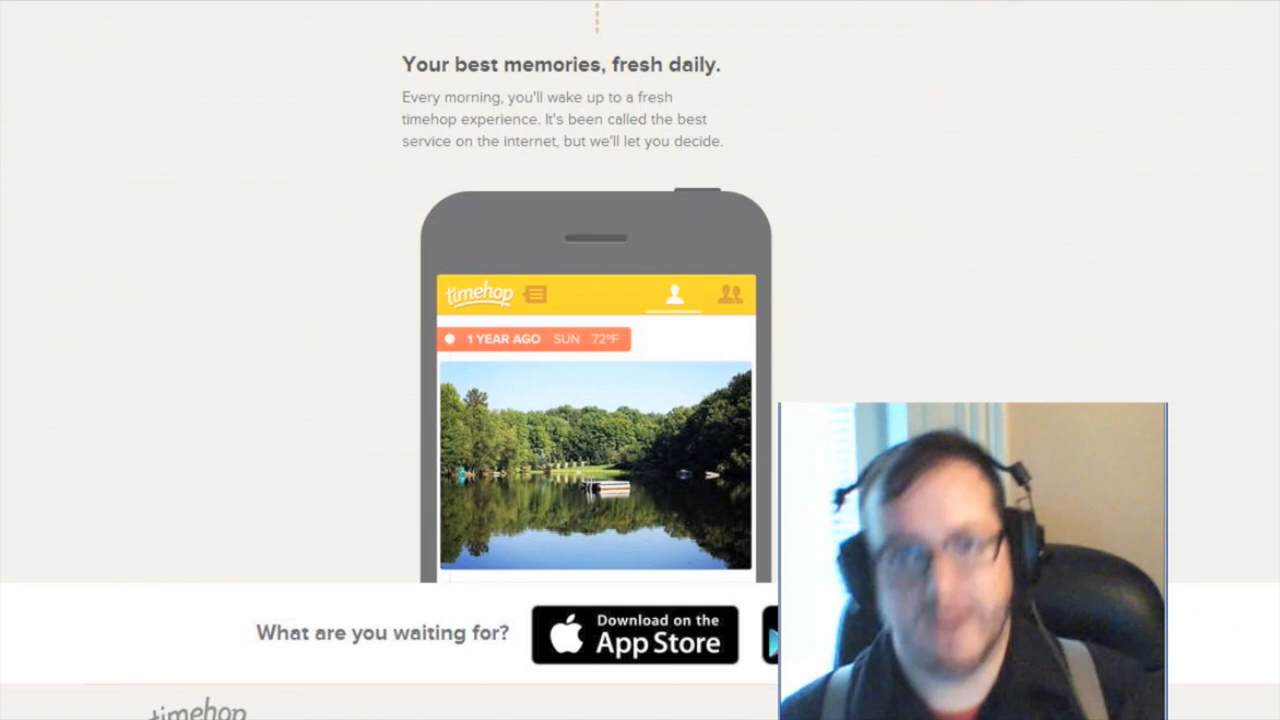 Your best memories, fresh daily.
Every morning, you'll wake up to a fresh
timehop experience. It's been called the best
service on the internet, but we'll let you decide.
timehop
1 YEAR AGO SUN 72ºF
What are you waiting for?
Download on the
App Store
timehop